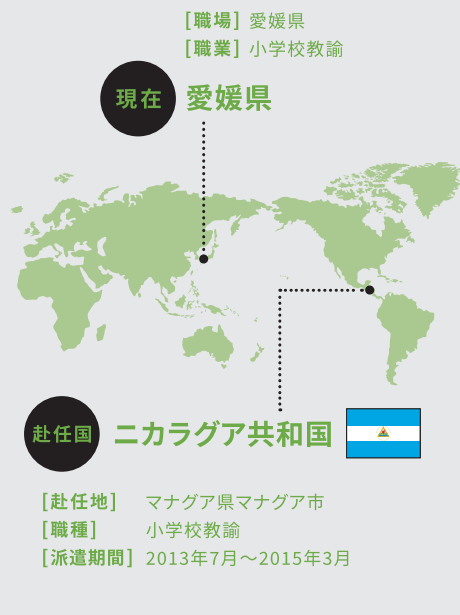 [職場] 愛媛県
[職業] 小学校教諭
現在 愛媛県
赴任国 ニカラグア共和国
[赴任地] マナグア県マナグア市
[職種] 小学校教諭
[派遣期間] 2013年7月〜2015年3月